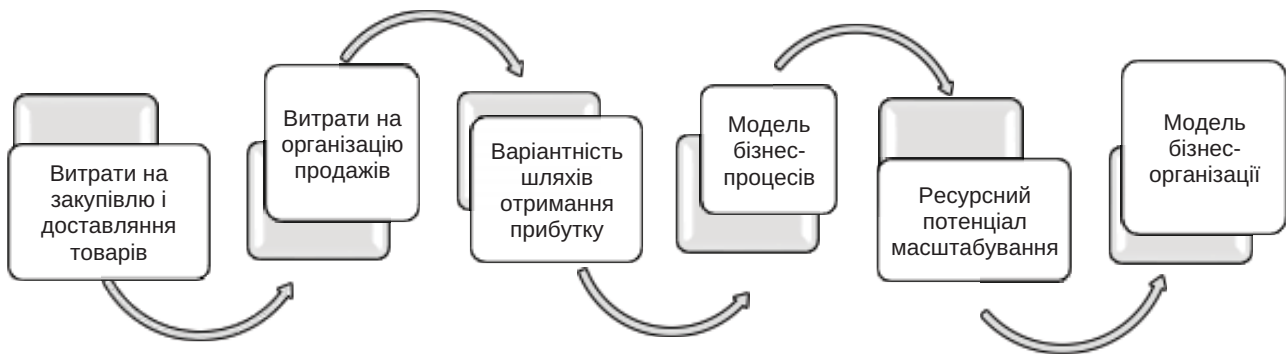 Витрати на
закупівлю і
доставляння
товарів
Витрати на
організацію
продажів
Варіантність
шляхів
отримання
прибутку
Модель
бізнес-
процесів
Ресурсний
потенціал
масштабування
Модель
бізнес-
організації